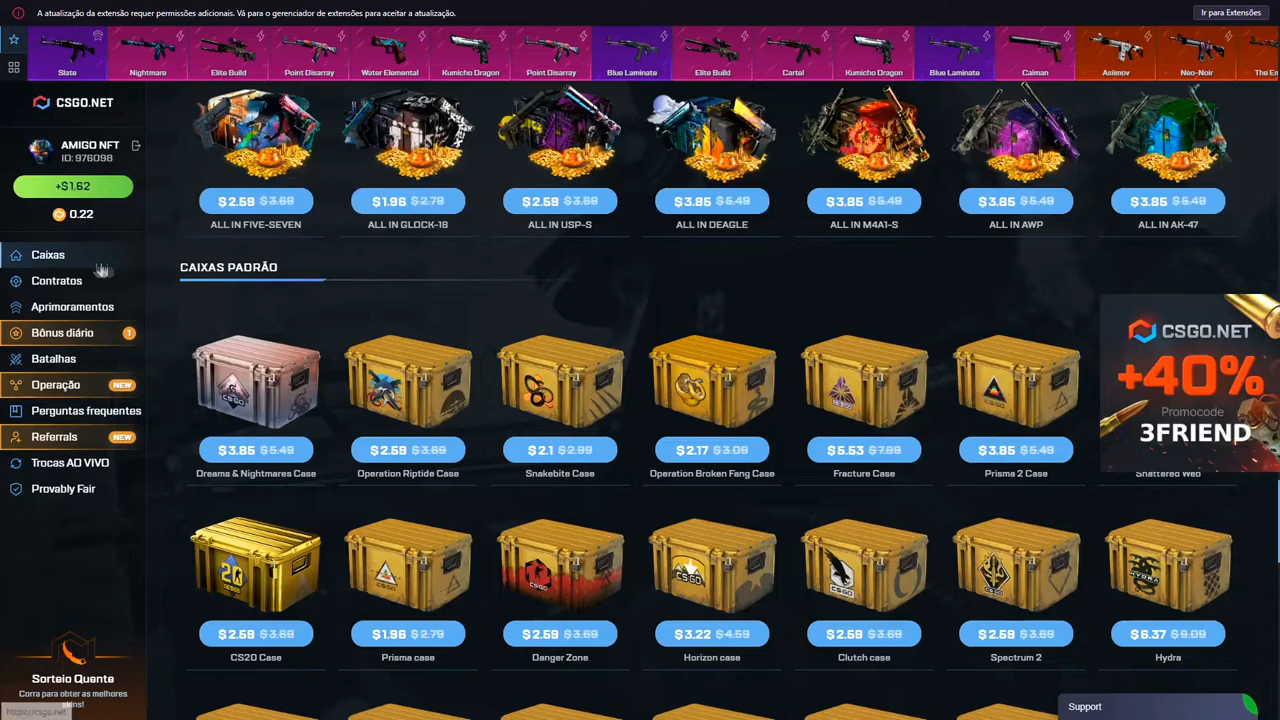 A atualização da extensão requer permissões adicionais. Vá para o gerenciador de extensões para aceitar a atualização.
Ir para Extensões
Slate
Nightmare
Elite Build
Point Disarray
Water Elemental
Kumicho Dragon
Point Disarray
Blue Laminate
Elite Build
Cartel
Kumicho Dragon
Blue Laminate
Caiman
Asiimov
Neo-Noir
The Ex
CSGO.NET
AMIGO NFT
ID: 976098
+$1.62
0.22
Caixas
Contratos
Aprimoramentos
Bônus diário 1
Batalhas
Operação NEW
Perguntas frequentes
Referrals NEW
Trocas AO VIVO
Provably Fair
Sorteio Quente
Corra para obter as melhores
skins!
https://csgo.net
$2.59 $3.69
$1.96 $2.79
$2.59 $3.69
$3.85 $5.49
$3.85 $5.49
$3.85 $5.49
$3.85 $5.49
ALL IN FIVE-SEVEN
ALL IN GLOCK-18
ALL IN USP-S
ALL IN DEAGLE
ALL IN M4A1-S
ALL IN AWP
ALL IN AK-47
CAIXAS PADRÃO
$3.85 $5.49
$2.59 $3.69
$2.1 $2.99
$2.17 $3.09
$5.53 $7.89
$3.85 $5.49
Dreams & Nightmares Case
Operation Riptide Case
Snakebite Case
Operation Broken Fang Case
Fracture Case
Prisma 2 Case
Shattered Web
CSGO.NET
+40%
Promocode
3FRIEND
$2.59 $3.69
$1.96 $2.79
$2.59 $3.69
$3.22 $4.59
$2.59 $3.69
$2.59 $3.69
$6.37 $9.09
CS20 Case
Prisma case
Danger Zone
Horizon case
Clutch case
Spectrum 2
Hydra
Support